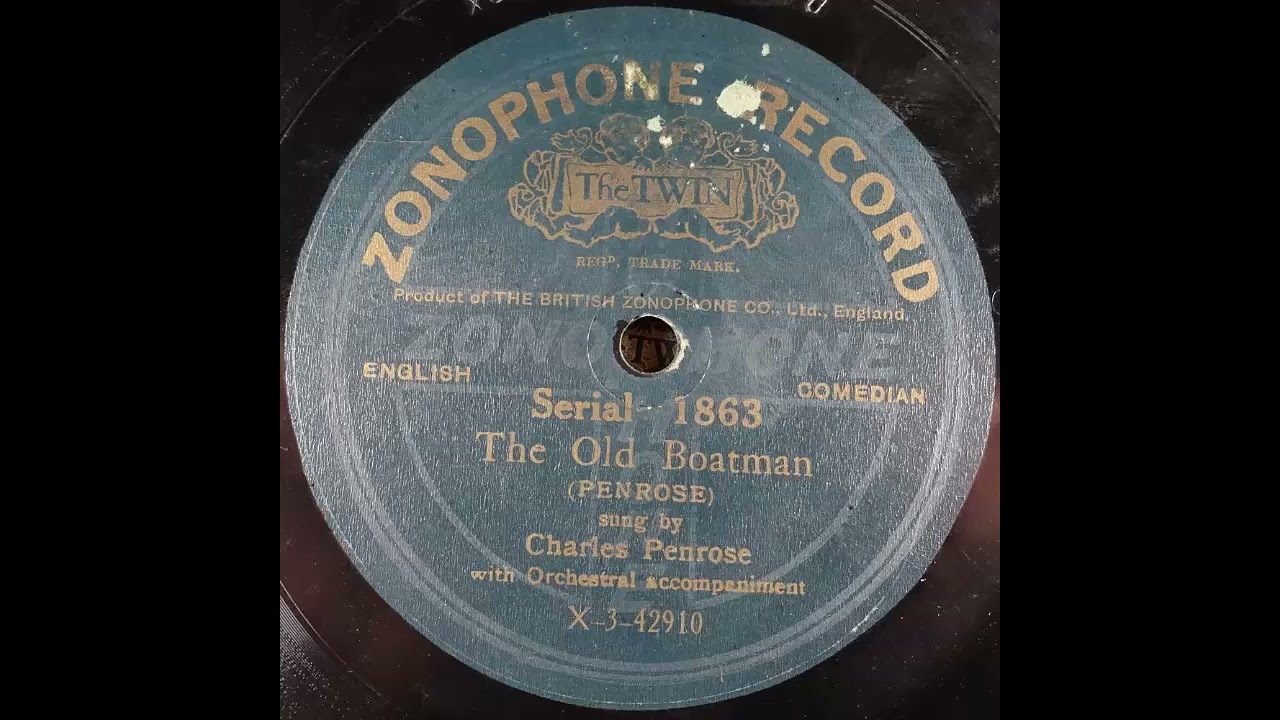 ZONOPHONE RECORD
The TWIN
REGD. TRADE MARK.
Product of THE BRITISH ZONOPHONE CO., Ltd., England.
ZONOPHONE
ENGLISH
COMEDIAN
Serial 1863
The Old Boatman
(PENROSE)
sung by
Charles Penrose
with Orchestral accompaniment
X-3-42910